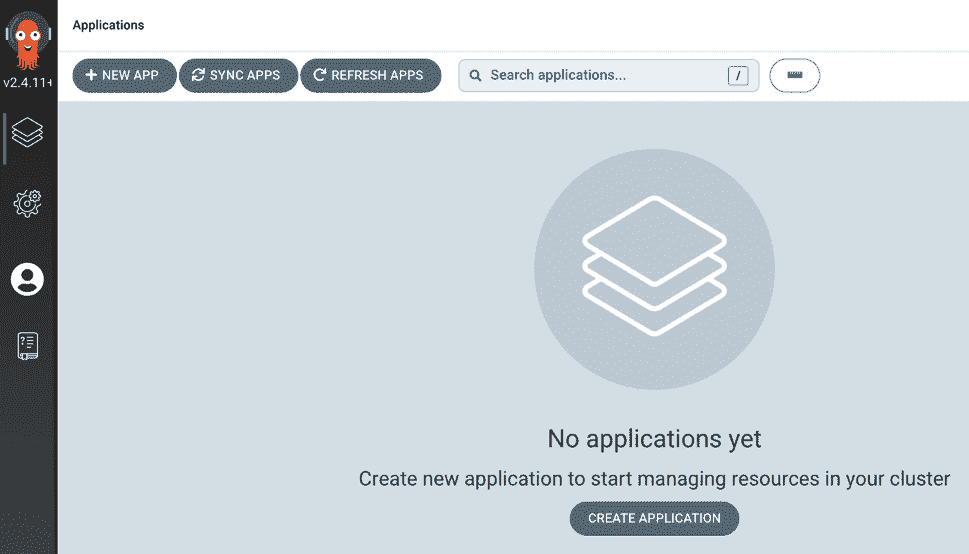 Applications
v2.4.11+
NEW APP SYNC APPS REFRESH APPS Search applications... /
No applications yet
Create new application to start managing resources in your cluster
CREATE APPLICATION